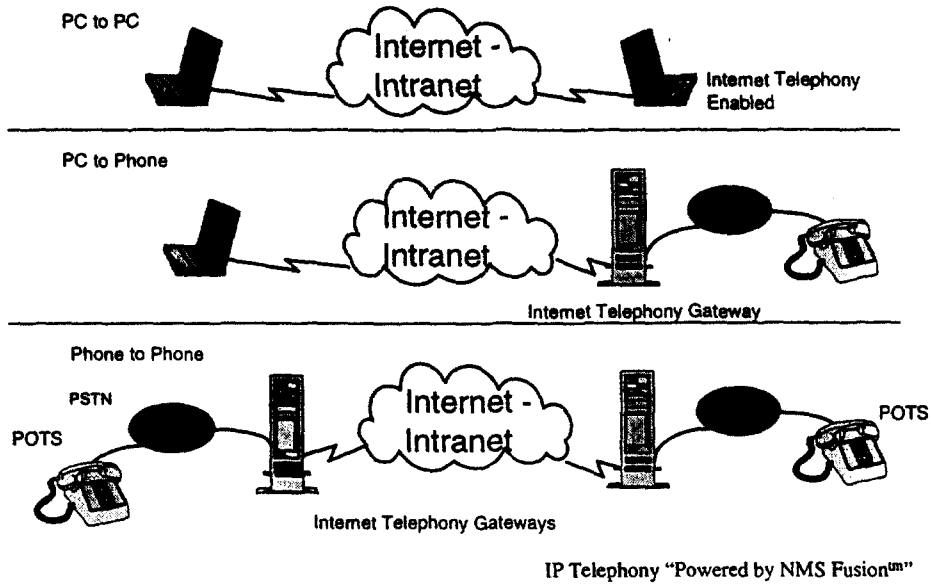 PC to PC
Internet -
Intranet
Internet Telephony
Enabled
PC to Phone
Internet -
Intranet
Internet Telephony Gateway
Phone to Phone
PSTN
POTS
Internet -
Intranet
POTS
Internet Telephony Gateways
IP Telephony “Powered by NMS Fusion™”